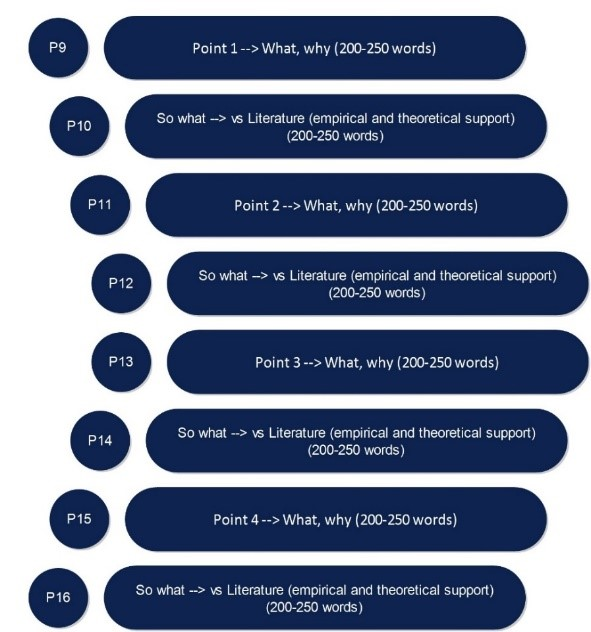 P9
Point 1 --> What, why (200-250 words)
P10
So what --> vs Literature (empirical and theoretical support)
(200-250 words)
P11
Point 2 --> What, why (200-250 words)
P12
So what --> vs Literature (empirical and theoretical support)
(200-250 words)
P13
Point 3 --> What, why (200-250 words)
P14
So what --> vs Literature (empirical and theoretical support)
(200-250 words)
P15
Point 4 --> What, why (200-250 words)
P16
So what --> vs Literature (empirical and theoretical support)
(200-250 words)